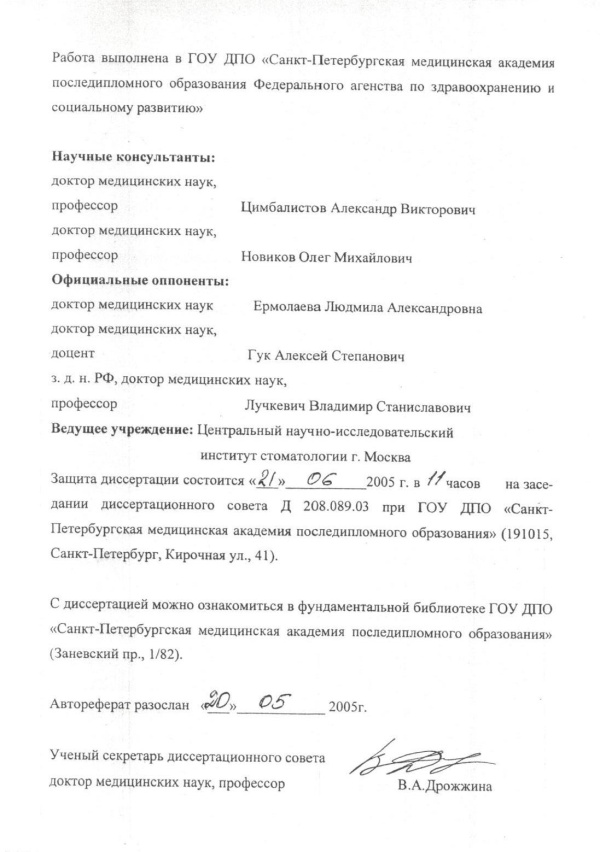 Работа выполнена в ГОУ ДПО «Санкт-Петербургская медицинская академия
последипломного образования Федерального агенства по здравоохранению и
социальному развитию»
Научные консультанты:
доктор медицинских наук,
профессор Цимбалистов Александр Викторович
доктор медицинских наук,
профессор Новиков Олег Михайлович
Официальные оппоненты:
доктор медицинских наук Ермолаева Людмила Александровна
доктор медицинских наук,
доцент Гук Алексей Степанович
з. д. н. РФ, доктор медицинских наук,
профессор Лучкевич Владимир Станиславович
Ведущее учреждение: Центральный научно-исследовательский
институт стоматологии г. Москва
Защита диссертации состоится «21» 06 2005 г. в 11 часов на засе-
дании диссертационного совета Д 208.089.03 при ГОУ ДПО «Санкт-
Петербургская медицинская академия последипломного образования» (191015,
Санкт-Петербург, Кирочная ул., 41).
С диссертацией можно ознакомиться в фундаментальной библиотеке ГОУ ДПО
«Санкт-Петербургская медицинская академия последипломного образования»
(Заневский пр., 1/82).
Автореферат разослан «20» 05 2005г.
Ученый секретарь диссертационного совета
доктор медицинских наук, профессор В.А.Дрожжина